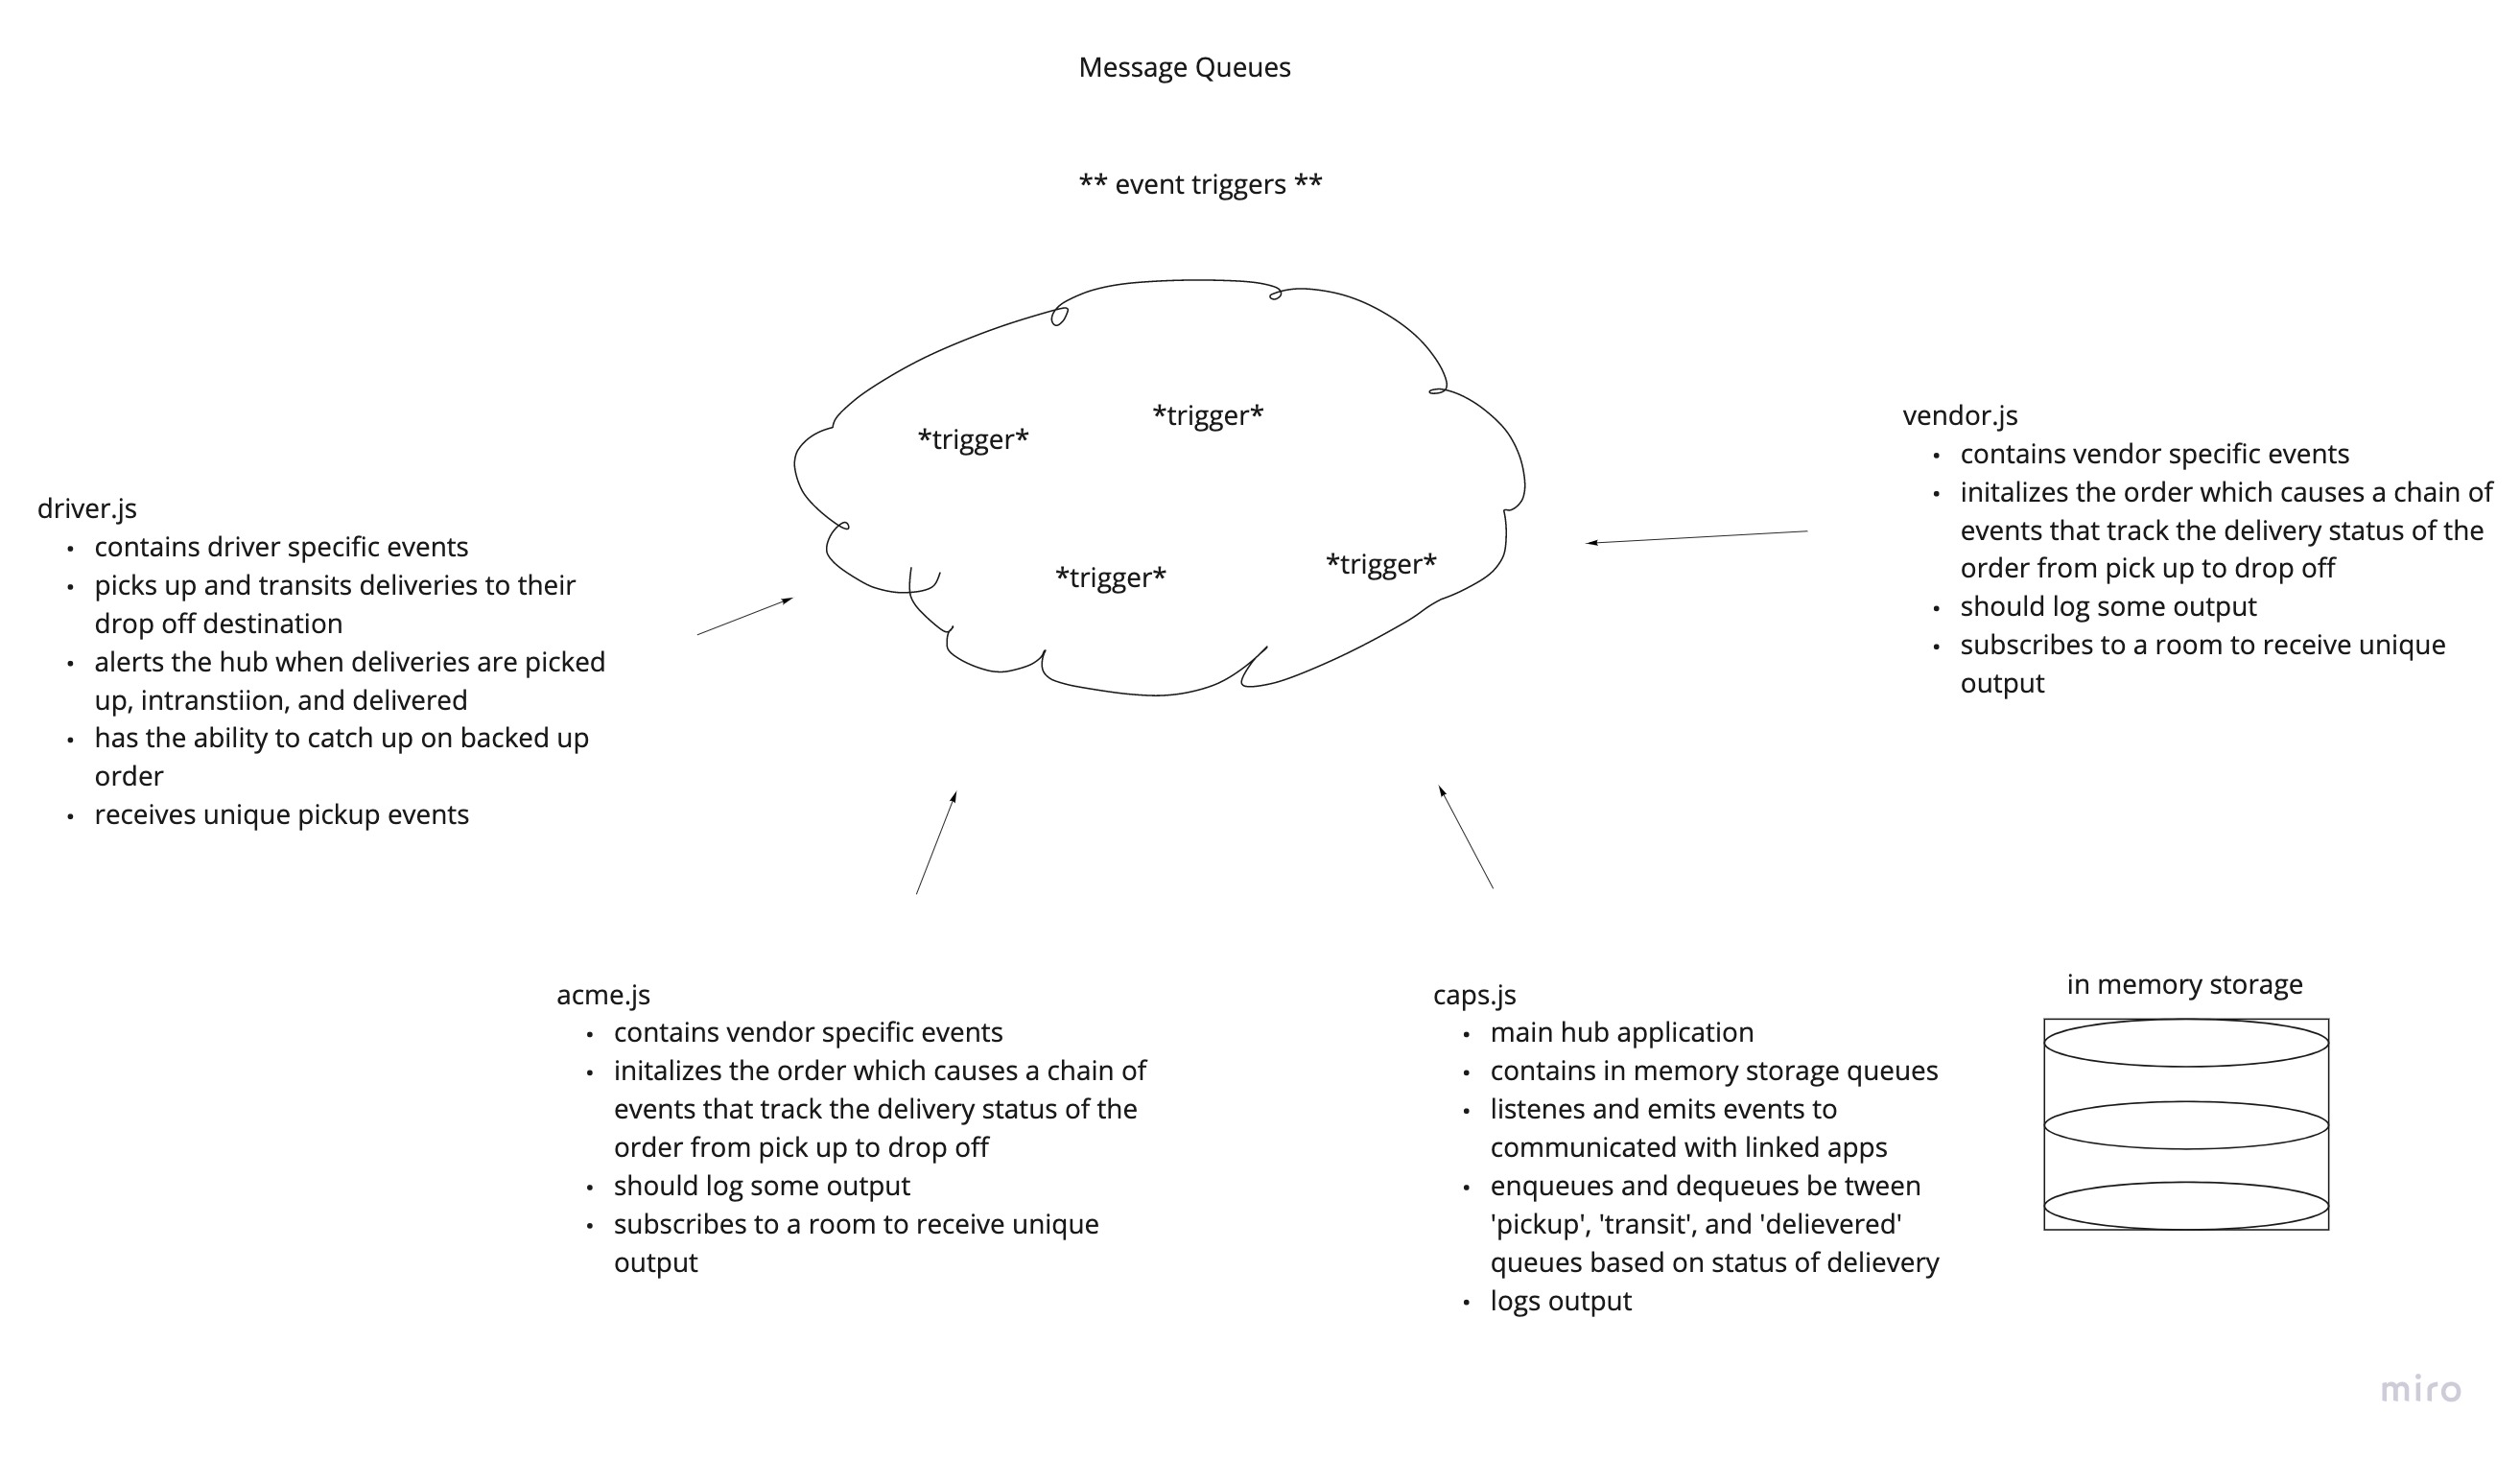 Message Queues
** event triggers **
*trigger*
*trigger*
*trigger*
*trigger*
driver.js
• contains driver specific events
• picks up and transits deliveries to their
drop off destination
• alerts the hub when deliveries are picked
up, intranstiion, and delivered
• has the ability to catch up on backed up
order
• receives unique pickup events
vendor.js
• contains vendor specific events
• initalizes the order which causes a chain of
events that track the delivery status of the
order from pick up to drop off
• should log some output
• subscribes to a room to receive unique
output
acme.js
• contains vendor specific events
• initalizes the order which causes a chain of
events that track the delivery status of the
order from pick up to drop off
• should log some output
• subscribes to a room to receive unique
output
caps.js
• main hub application
• contains in memory storage queues
• listenes and emits events to
communicated with linked apps
• enqueues and dequeues be tween
'pickup', 'transit', and 'delievered'
queues based on status of delievery
• logs output
in memory storage
miro